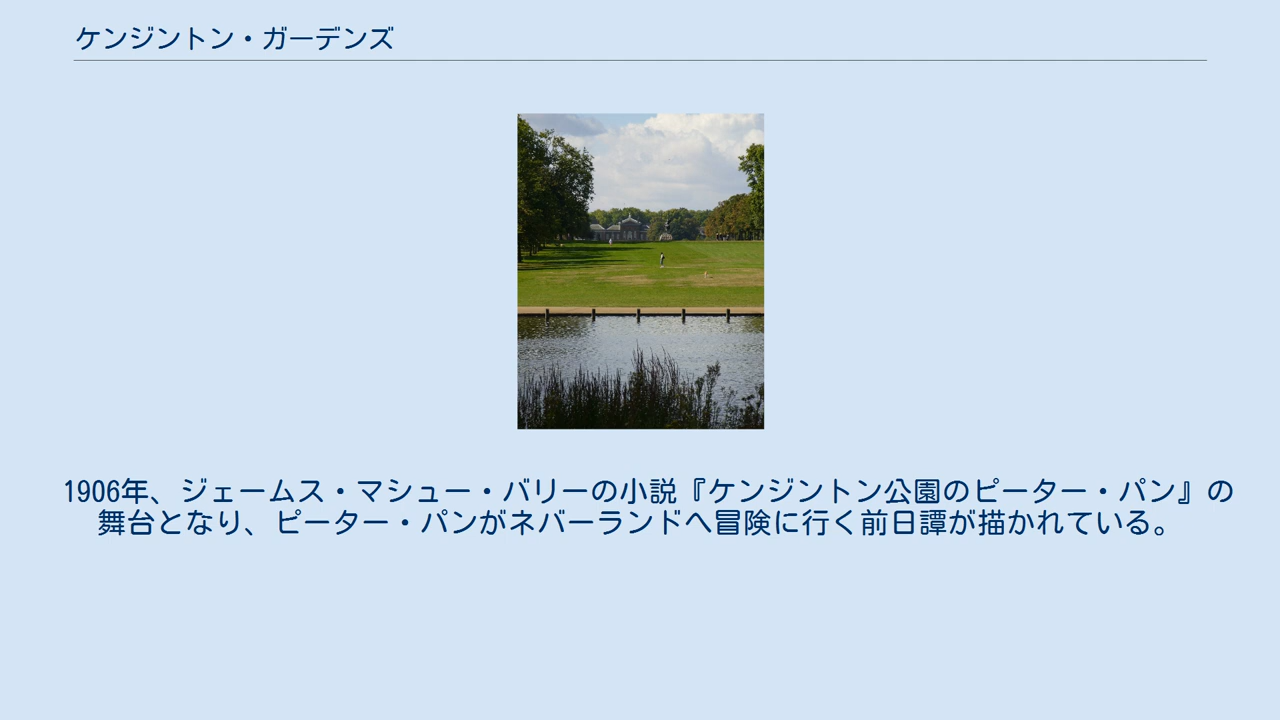 ケンジントン・ガーデンズ
1906年、ジェームス・マシュー・バリーの小説『ケンジントン公園のピーター・パン』の
舞台となり、ピーター・パンがネバーランドへ冒険に行く前日譚が描かれている。